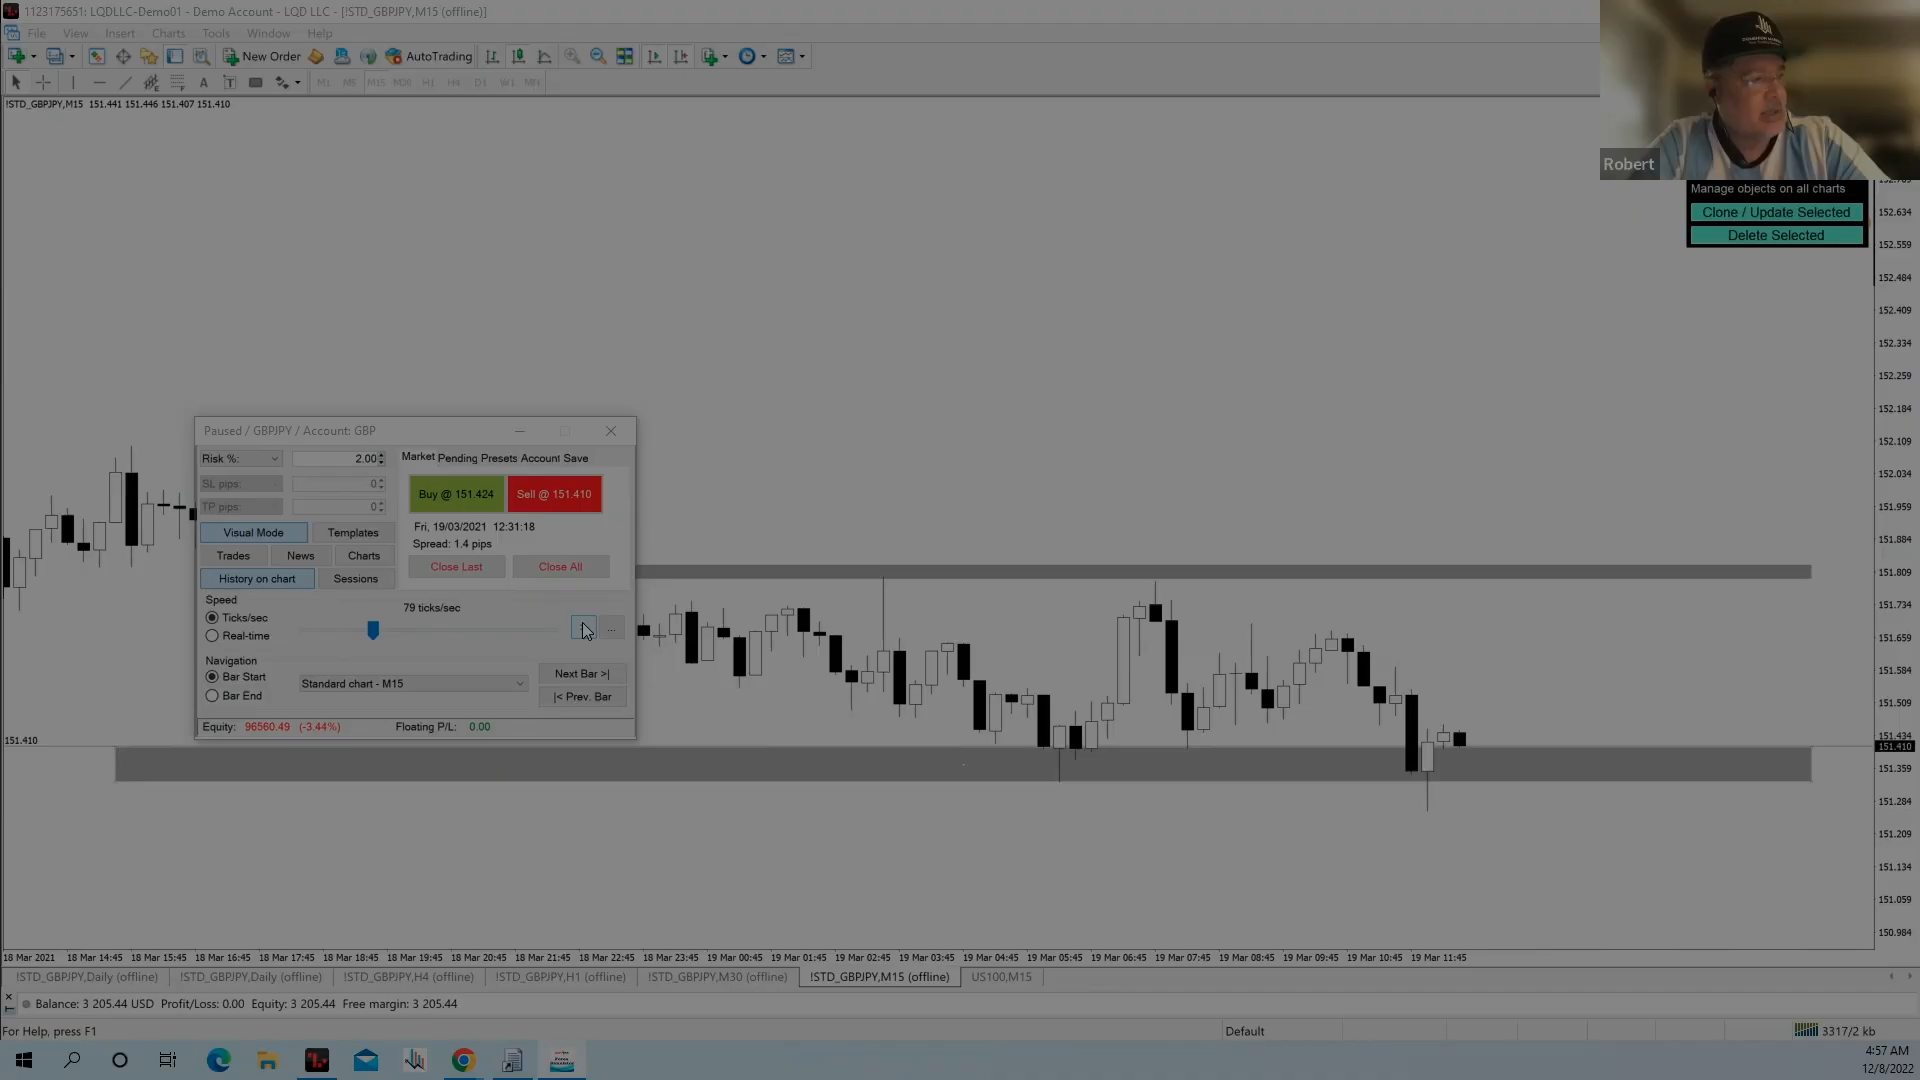 1123175651: LQDLLC-Demo01 - Demo Account - LQD LLC - [!STD_GBPJPY,M15 (offline)]
File View Insert Charts Tools Window Help
New Order AutoTrading
M1 M5 M15 M30 H1 H4 D1 W1 MN
!STD_GBPJPY,M15 151.441 151.446 151.407 151.410
Robert
Manage objects on all charts
Clone / Update Selected
Delete Selected
152.634
152.559
152.484
152.409
152.334
152.259
152.184
152.109
152.034
151.959
151.884
151.809
151.734
151.659
151.584
151.509
151.434
151.410
151.359
151.284
151.209
151.134
151.059
150.984
Paused / GBPJPY / Account: GBP
Risk %: 2.00
SL pips: 0
TP pips: 0
Market Pending Presets Account Save
Buy @ 151.424 Sell @ 151.410
Fri, 19/03/2021 12:31:18
Spread: 1.4 pips
Close Last Close All
Visual Mode Templates
Trades News Charts
History on chart Sessions
Speed
79 ticks/sec
Ticks/sec
Real-time
...
Navigation
Bar Start
Bar End
Standard chart - M15
Next Bar >|
|< Prev. Bar
Equity: 96560.49 (-3.44%) Floating P/L: 0.00
151.410
18 Mar 2021 18 Mar 14:45 18 Mar 15:45 18 Mar 16:45 18 Mar 17:45 18 Mar 18:45 18 Mar 19:45 18 Mar 20:45 18 Mar 21:45 18 Mar 22:45 18 Mar 23:45 19 Mar 00:45 19 Mar 01:45 19 Mar 02:45 19 Mar 03:45 19 Mar 04:45 19 Mar 05:45 19 Mar 06:45 19 Mar 07:45 19 Mar 08:45 19 Mar 09:45 19 Mar 10:45 19 Mar 11:45
!STD_GBPJPY,Daily (offline) !STD_GBPJPY,Daily (offline) !STD_GBPJPY,H4 (offline) !STD_GBPJPY,H1 (offline) !STD_GBPJPY,M30 (offline) !STD_GBPJPY,M15 (offline) US100,M15
Balance: 3 205.44 USD Profit/Loss: 0.00 Equity: 3 205.44 Free margin: 3 205.44
For Help, press F1
Default
3317/2 kb
4:57 AM
12/8/2022